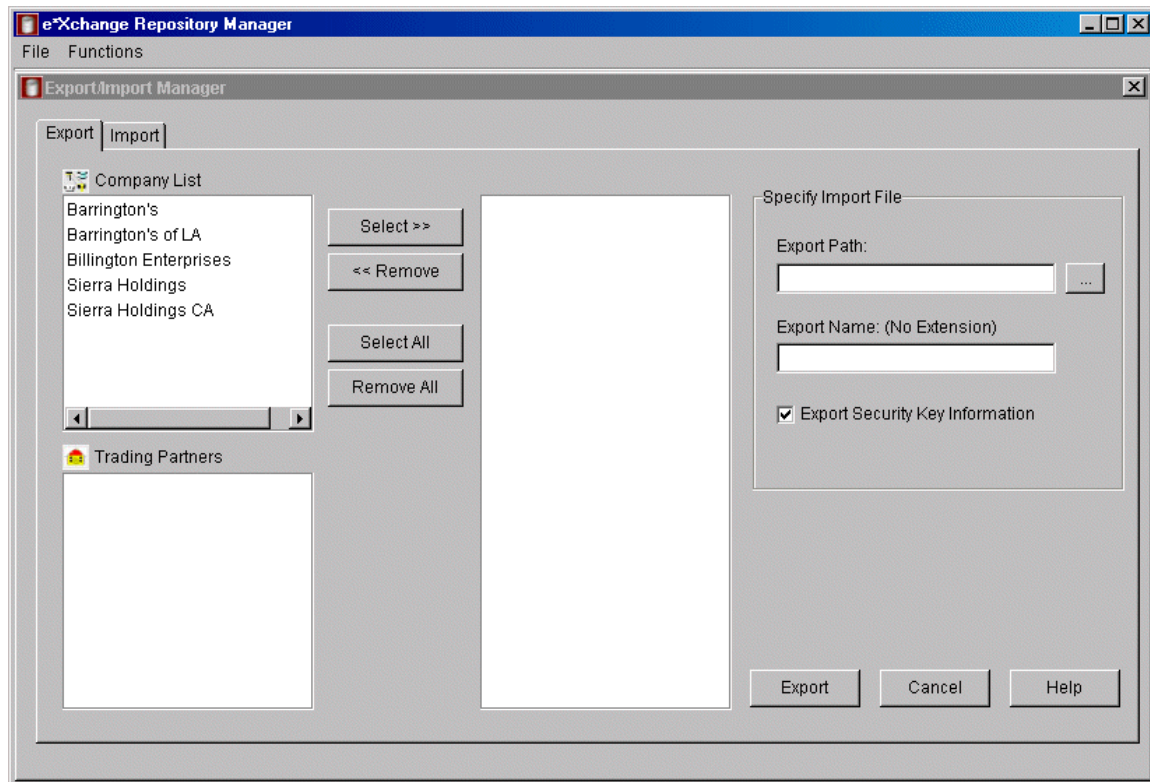 e*Xchange Repository Manager
File Functions
Export/Import Manager
Export Import
Company List
Barrington's
Barrington's of LA
Billington Enterprises
Sierra Holdings
Sierra Holdings CA
Select >>
<< Remove
Select All
Remove All
Trading Partners
Specify Import File
Export Path:
...
Export Name: (No Extension)
Export Security Key Information
Export Cancel Help